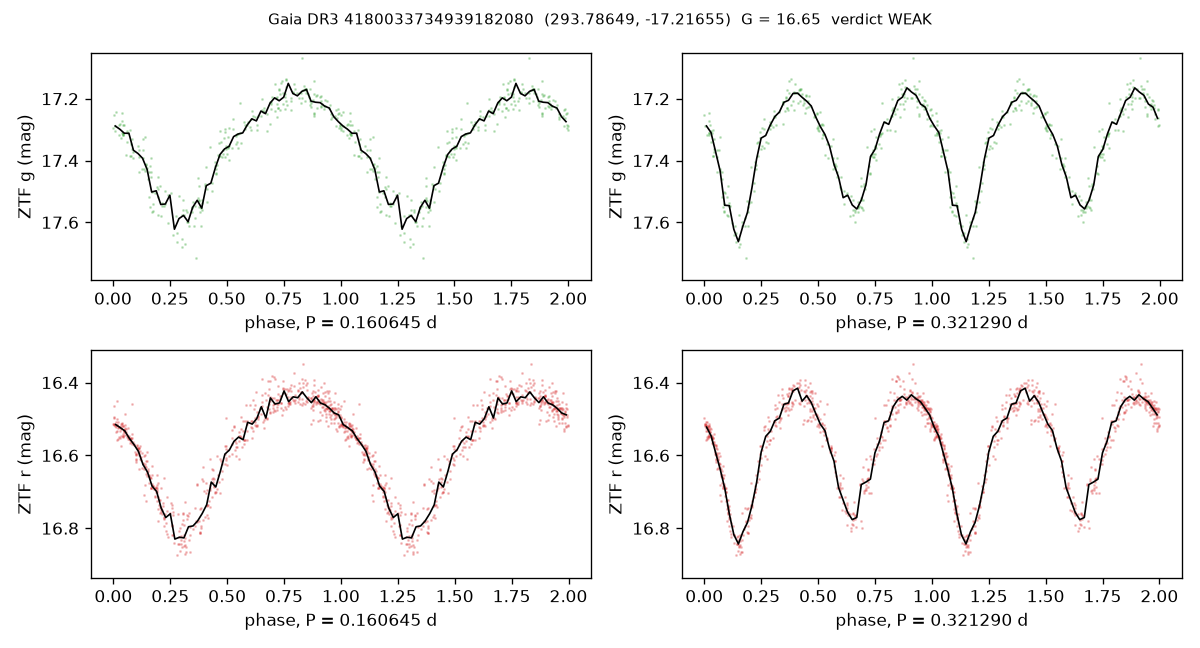 Gaia DR3 4180033734939182080 (293.78649, -17.21655) G = 16.65 verdict WEAK
ZTF g (mag)
17.2
17.4
17.6
0.00 0.25 0.50 0.75 1.00 1.25 1.50 1.75 2.00
phase, P = 0.160645 d
ZTF g (mag)
17.2
17.4
17.6
0.00 0.25 0.50 0.75 1.00 1.25 1.50 1.75 2.00
phase, P = 0.321290 d
ZTF r (mag)
16.4
16.6
16.8
0.00 0.25 0.50 0.75 1.00 1.25 1.50 1.75 2.00
phase, P = 0.160645 d
ZTF r (mag)
16.4
16.6
16.8
0.00 0.25 0.50 0.75 1.00 1.25 1.50 1.75 2.00
phase, P = 0.321290 d